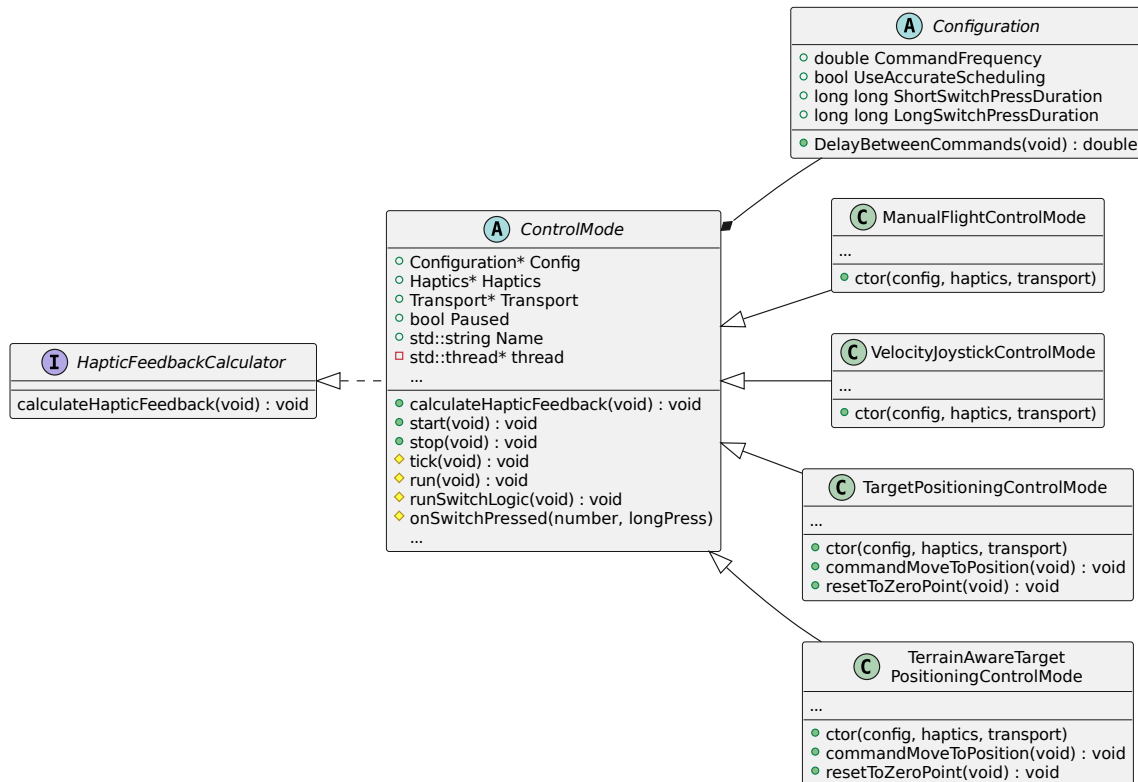 A Configuration
double CommandFrequency
bool UseAccurateScheduling
long long ShortSwitchPressDuration
long long LongSwitchPressDuration
DelayBetweenCommands(void) : double
A ControlMode
Configuration* Config
Haptics* Haptics
Transport* Transport
bool Paused
std::string Name
std::thread* thread
...
calculateHapticFeedback(void) : void
start(void) : void
stop(void) : void
tick(void) : void
run(void) : void
runSwitchLogic(void) : void
onSwitchPressed(number, longPress)
...
I HapticFeedbackCalculator
calculateHapticFeedback(void) : void
C ManualFlightControlMode
...
ctor(config, haptics, transport)
C VelocityJoystickControlMode
...
ctor(config, haptics, transport)
C TargetPositioningControlMode
...
ctor(config, haptics, transport)
commandMoveToPosition(void) : void
resetToZeroPoint(void) : void
C TerrainAwareTarget
PositioningControlMode
...
ctor(config, haptics, transport)
commandMoveToPosition(void) : void
resetToZeroPoint(void) : void